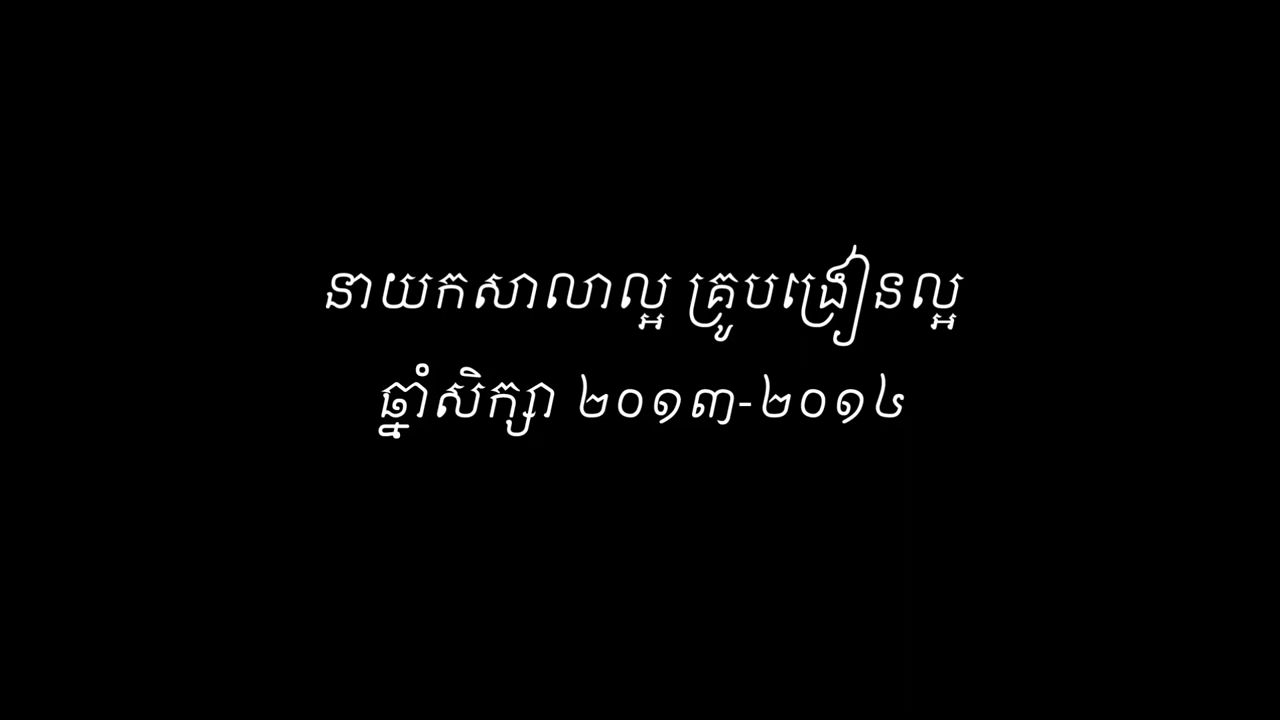 នាយកសាលាល្អ គ្រូបង្រៀនល្អ
ឆ្នាំសិក្សា ២០១៣-២០១៤